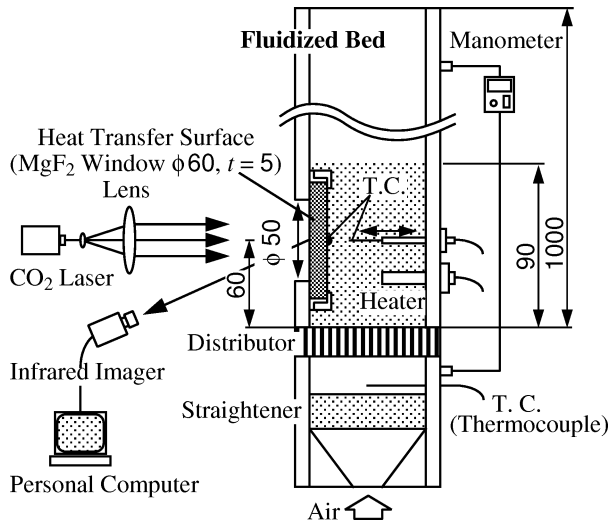 Fluidized Bed
Manometer
Heat Transfer Surface
(MgF2 Window ϕ60, t = 5)
Lens
T.C.
ϕ 50
90
1000
60
CO2 Laser
Heater
Distributor
Infrared Imager
Straightener
T. C.
(Thermocouple)
Personal Computer
Air